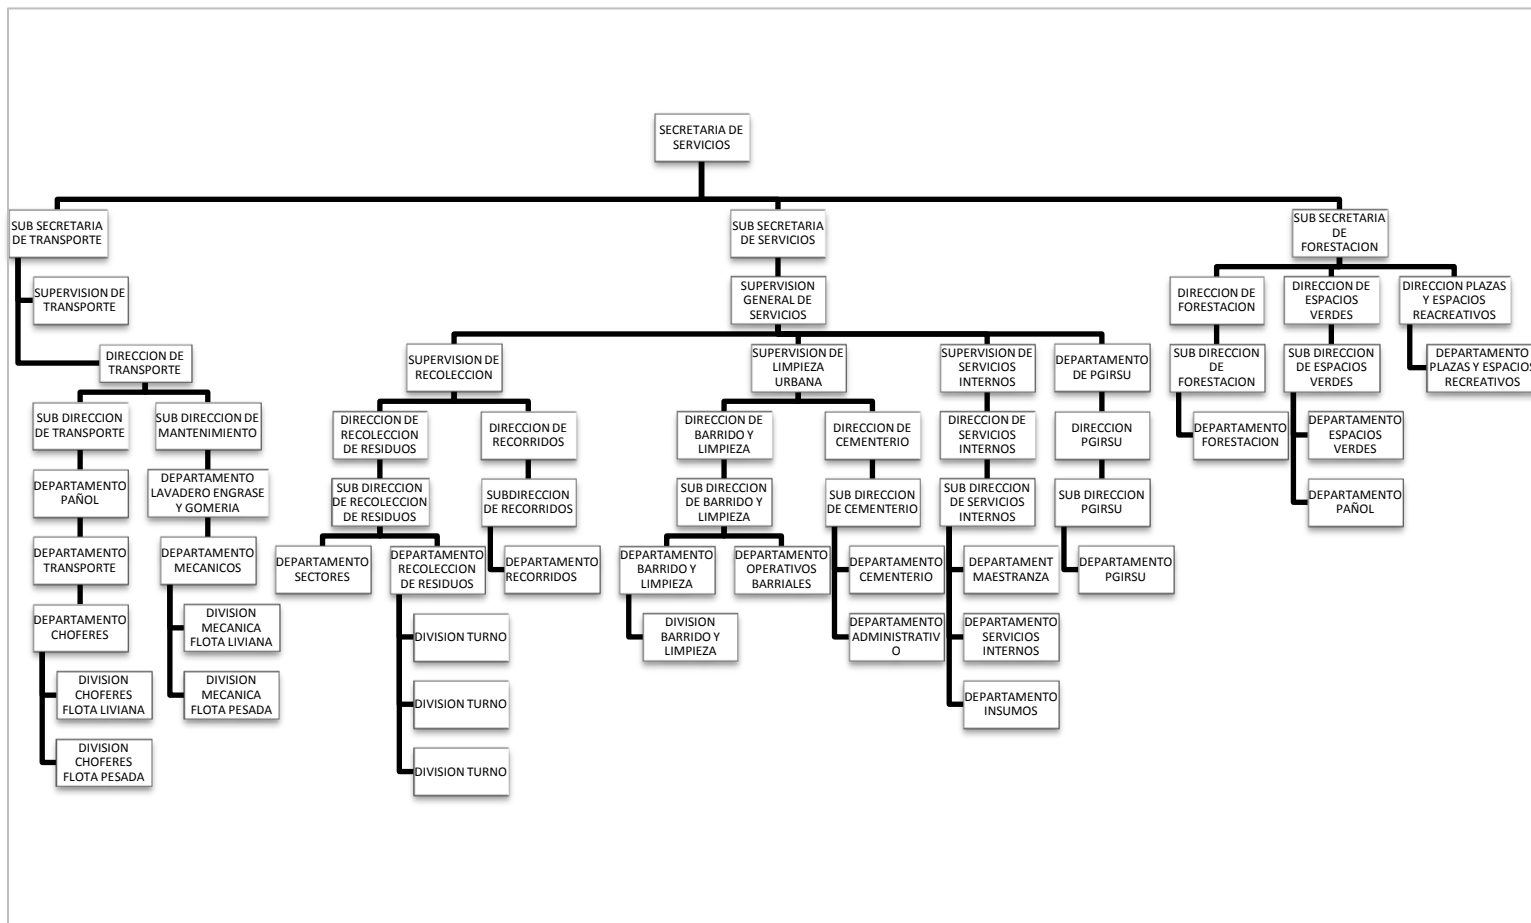 SECRETARIA DE
SERVICIOS
SUB SECRETARIA
DE TRANSPORTE
SUB SECRETARIA
DE SERVICIOS
SUB SECRETARIA
DE
FORESTACION
SUPERVISION DE
TRANSPORTE
SUPERVISION
GENERAL DE
SERVICIOS
DIRECCION DE
FORESTACION
DIRECCION DE
ESPACIOS
VERDES
DIRECCION PLAZAS
Y ESPACIOS
REACREATIVOS
DIRECCION DE
TRANSPORTE
SUPERVISION DE
RECOLECCION
SUPERVISION DE
LIMPIEZA
URBANA
SUPERVISION DE
SERVICIOS
INTERNOS
DEPARTAMENTO
DE PGIRSU
SUB DIRECCION
DE
FORESTACION
SUB DIRECCION
DE ESPACIOS
VERDES
DEPARTAMENTO
PLAZAS Y ESPACIOS
RECREATIVOS
SUB DIRECCION
DE TRANSPORTE
SUB DIRECCION DE
MANTENIMIENTO
DIRECCION DE
RECOLECCION
DE RESIDUOS
DIRECCION DE
RECORRIDOS
DIRECCION DE
BARRIDO Y
LIMPIEZA
DIRECCION DE
CEMENTERIO
DIRECCION DE
SERVICIOS
INTERNOS
DIRECCION
PGIRSU
DEPARTAMENTO
FORESTACION
DEPARTAMENTO
ESPACIOS
VERDES
DEPARTAMENTO
PAÑOL
DEPARTAMENTO
LAVADERO ENGRASE
Y GOMERIA
SUB DIRECCION
DE RECOLECCION
DE RESIDUOS
SUBDIRECCION
DE RECORRIDOS
SUB DIRECCION
DE BARRIDO Y
LIMPIEZA
SUB DIRECCION
DE CEMENTERIO
SUB DIRECCION
DE SERVICIOS
INTERNOS
SUB DIRECCION
PGIRSU
DEPARTAMENTO
PAÑOL
DEPARTAMENTO
TRANSPORTE
DEPARTAMENTO
MECANICOS
DEPARTAMENTO
SECTORES
DEPARTAMENTO
RECOLECCION
DE RESIDUOS
DEPARTAMENTO
RECORRIDOS
DEPARTAMENTO
BARRIDO Y
LIMPIEZA
DEPARTAMENTO
OPERATIVOS
BARRIALES
DEPARTAMENTO
CEMENTERIO
DEPARTAMENT
MAESTRANZA
DEPARTAMENTO
PGIRSU
DEPARTAMENTO
CHOFERES
DIVISION
MECANICA
FLOTA LIVIANA
DIVISION TURNO
DIVISION
BARRIDO Y
LIMPIEZA
DEPARTAMENTO
ADMINISTRATIV
O
DEPARTAMENTO
SERVICIOS
INTERNOS
DIVISION
CHOFERES
FLOTA LIVIANA
DIVISION
MECANICA
FLOTA PESADA
DIVISION TURNO
DEPARTAMENTO
INSUMOS
DIVISION
CHOFERES
FLOTA PESADA
DIVISION TURNO